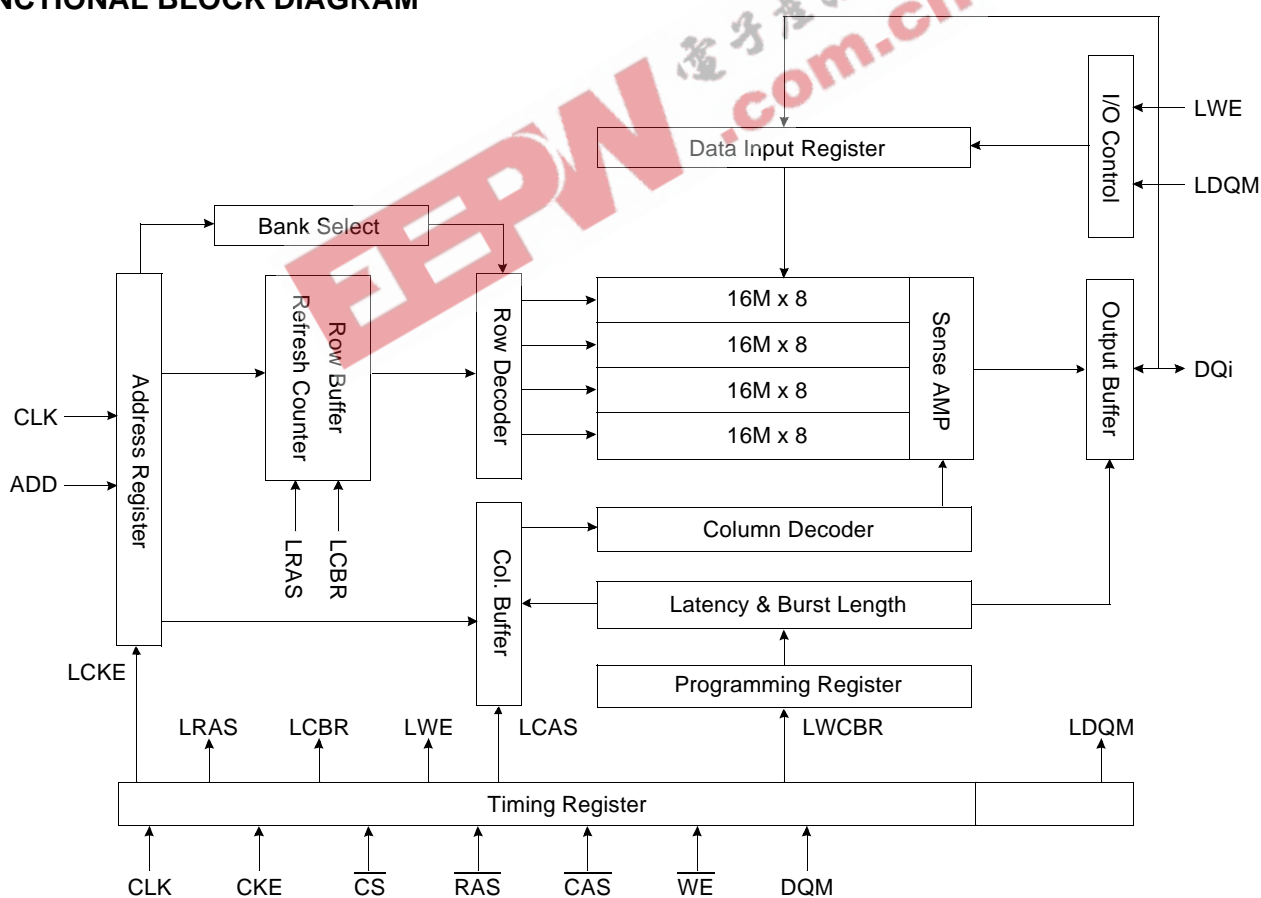 NCTIONAL BLOCK DIAGRAM
EEPW
.com.cn
I/O Control
LWE
LDQM
Data Input Register
Bank Select
Address Register
CLK
ADD
Refresh Counter
Row Buffer
LRAS
LCBR
Row Decoder
16M x 8
16M x 8
16M x 8
16M x 8
Sense AMP
Output Buffer
DQi
Col. Buffer
Column Decoder
Latency & Burst Length
Programming Register
LCKE
LRAS
LCBR
LWE
LCAS
LWCBR
LDQM
Timing Register
CLK
CKE
CS
RAS
CAS
WE
DQM